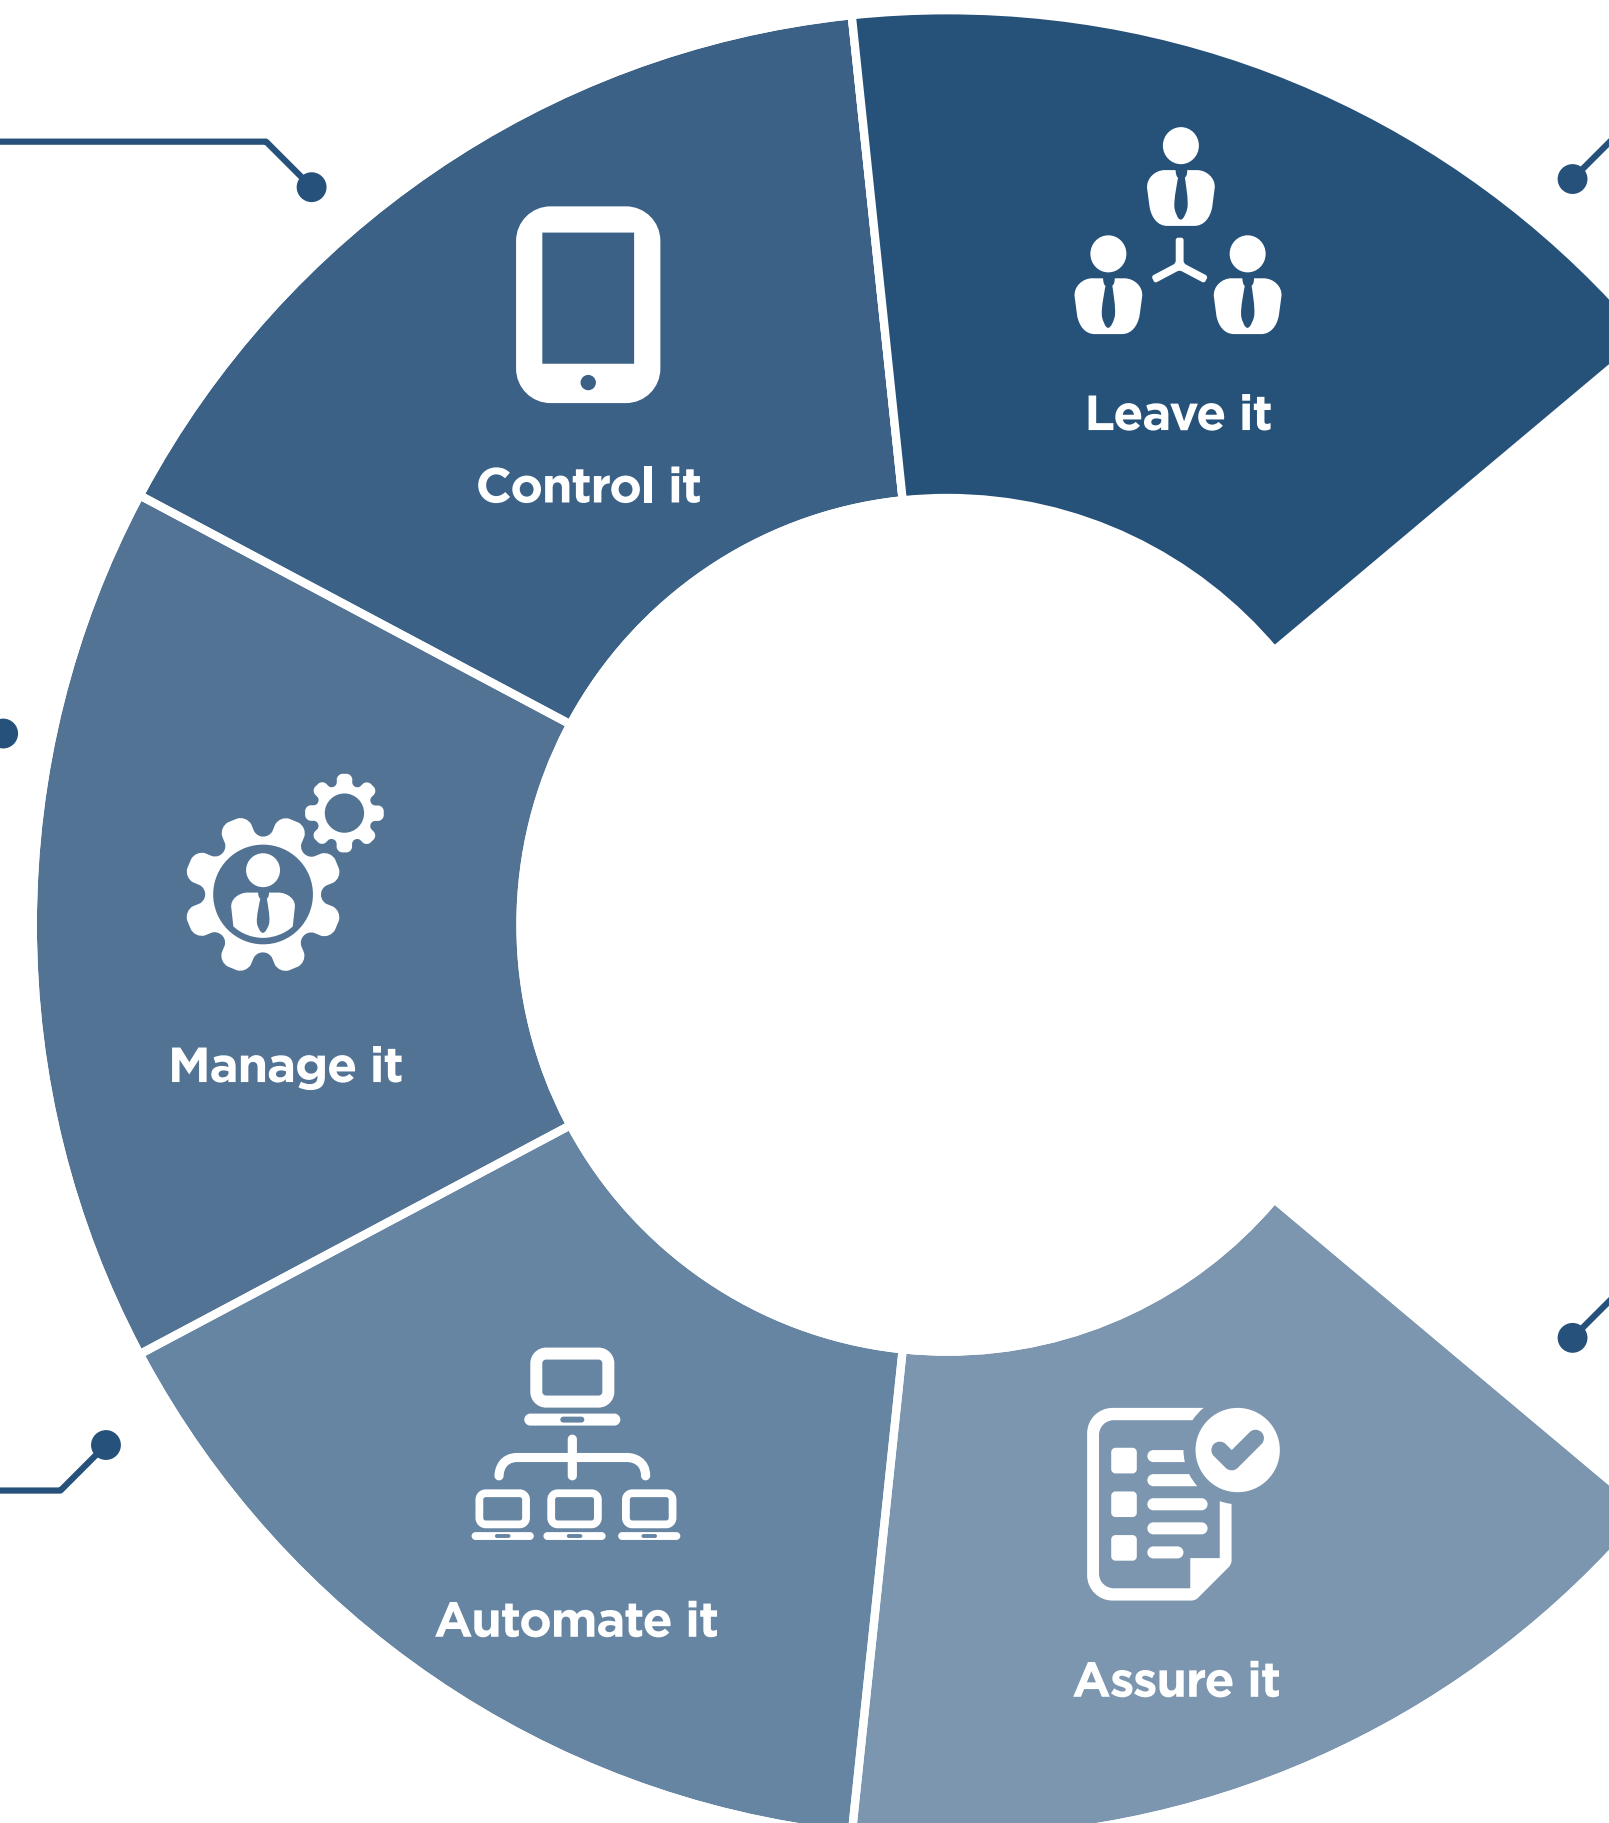 Leave it
Control it
Manage it
Automate it
Assure it